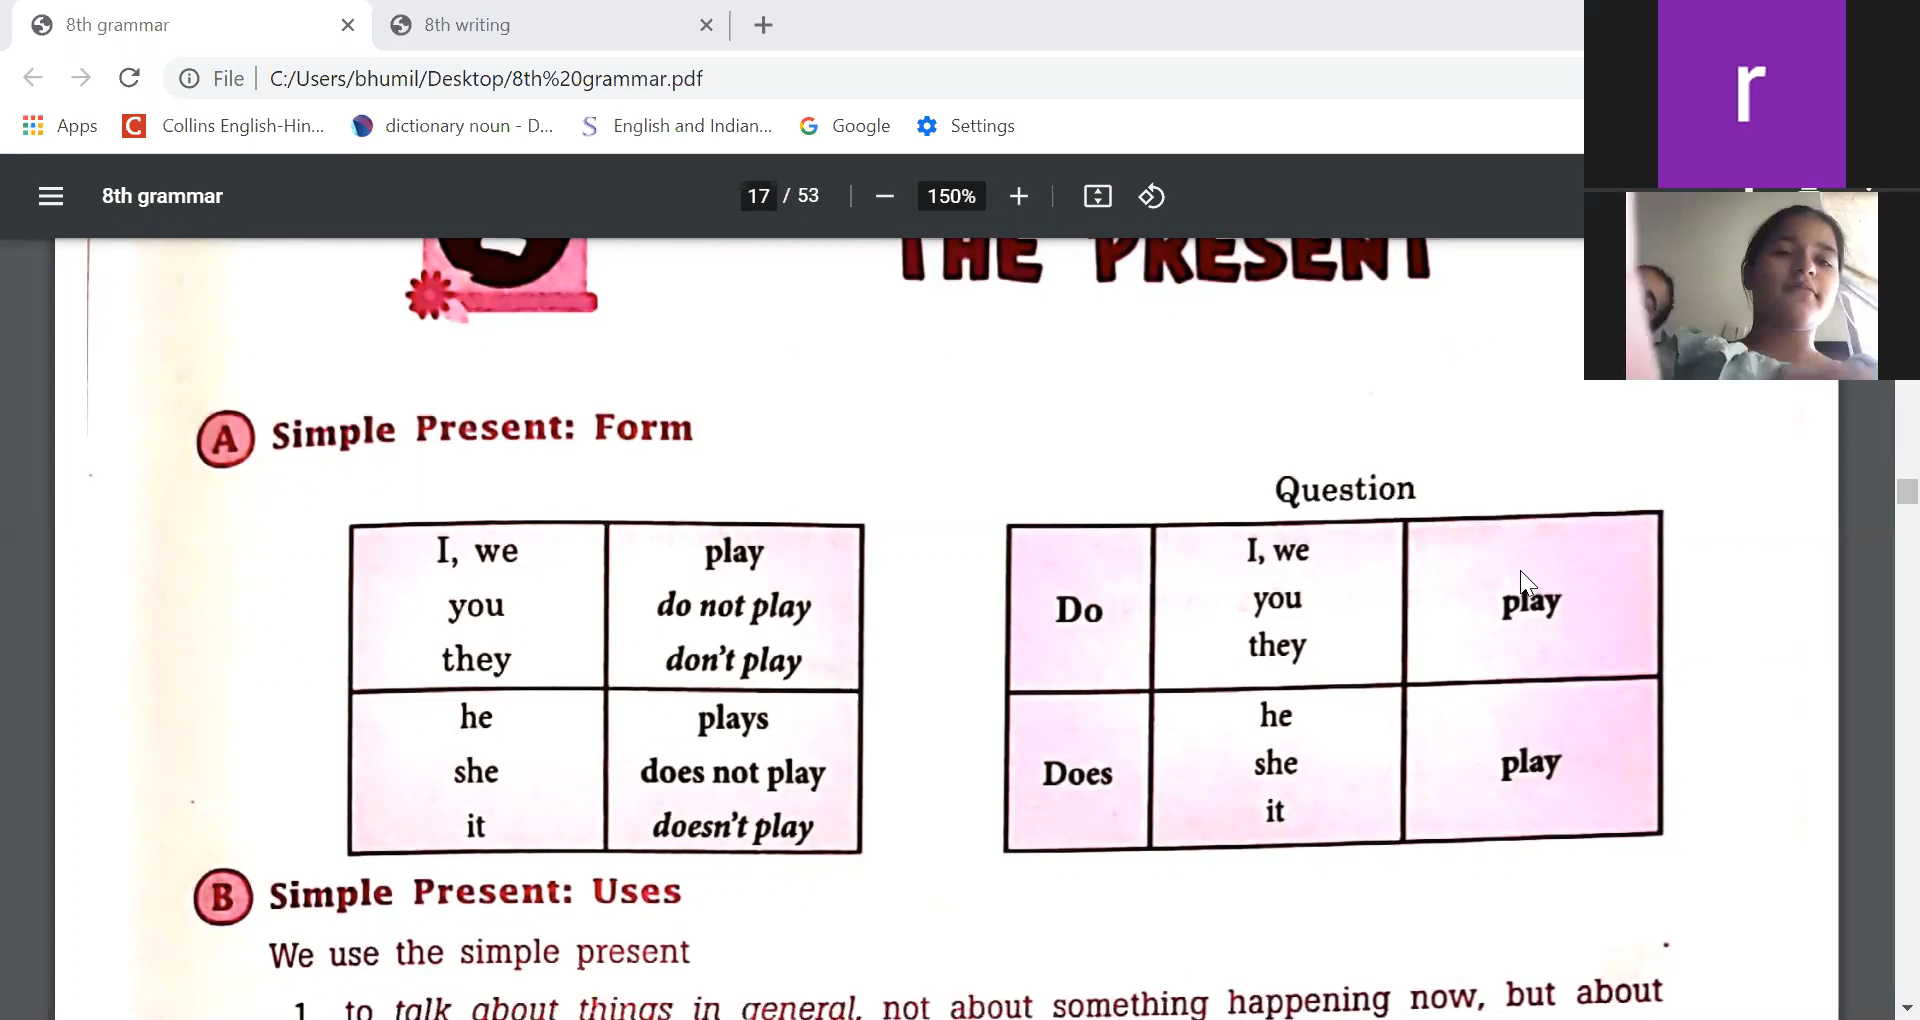 8th grammar
8th writing
File
C:/Users/bhumil/Desktop/8th%20grammar.pdf
Apps
Collins English-Hin...
dictionary noun - D...
English and Indian...
Google
Settings
8th grammar
17 / 53
150%
r
THE PRESENT
A Simple Present: Form
I, we play
you do not play
they don't play
he plays
she does not play
it doesn't play
Question
Do
I, we
you
they
play
Does
he
she
it
play
B Simple Present: Uses
We use the simple present
1 to talk about things in general, not about something happening now, but about